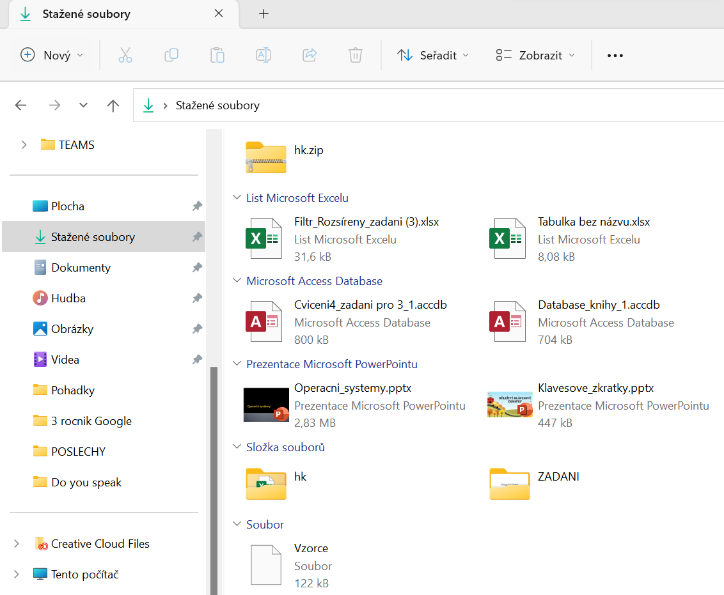 Stažené soubory
Nový
Seřadit
Zobrazit
Stažené soubory
TEAMS
Plocha
Stažené soubory
Dokumenty
Hudba
Obrázky
Videa
Pohadky
3 rocnik Google
POSLECHY
Do you speak
Creative Cloud Files
Tento počítač
hk.zip
List Microsoft Excelu
Filtr_Rozsíreny_zadani (3).xlsx
List Microsoft Excelu
31,6 kB
Tabulka bez názvu.xlsx
List Microsoft Excelu
8,08 kB
Microsoft Access Database
Cviceni4_zadani pro 3_1.accdb
Microsoft Access Database
800 kB
Database_knihy_1.accdb
Microsoft Access Database
704 kB
Prezentace Microsoft PowerPointu
Operacni_systemy.pptx
Prezentace Microsoft PowerPointu
2,83 MB
Klavesove_zkratky.pptx
Prezentace Microsoft PowerPointu
447 kB
Složka souborů
hk
ZADANI
Soubor
Vzorce
Soubor
122 kB